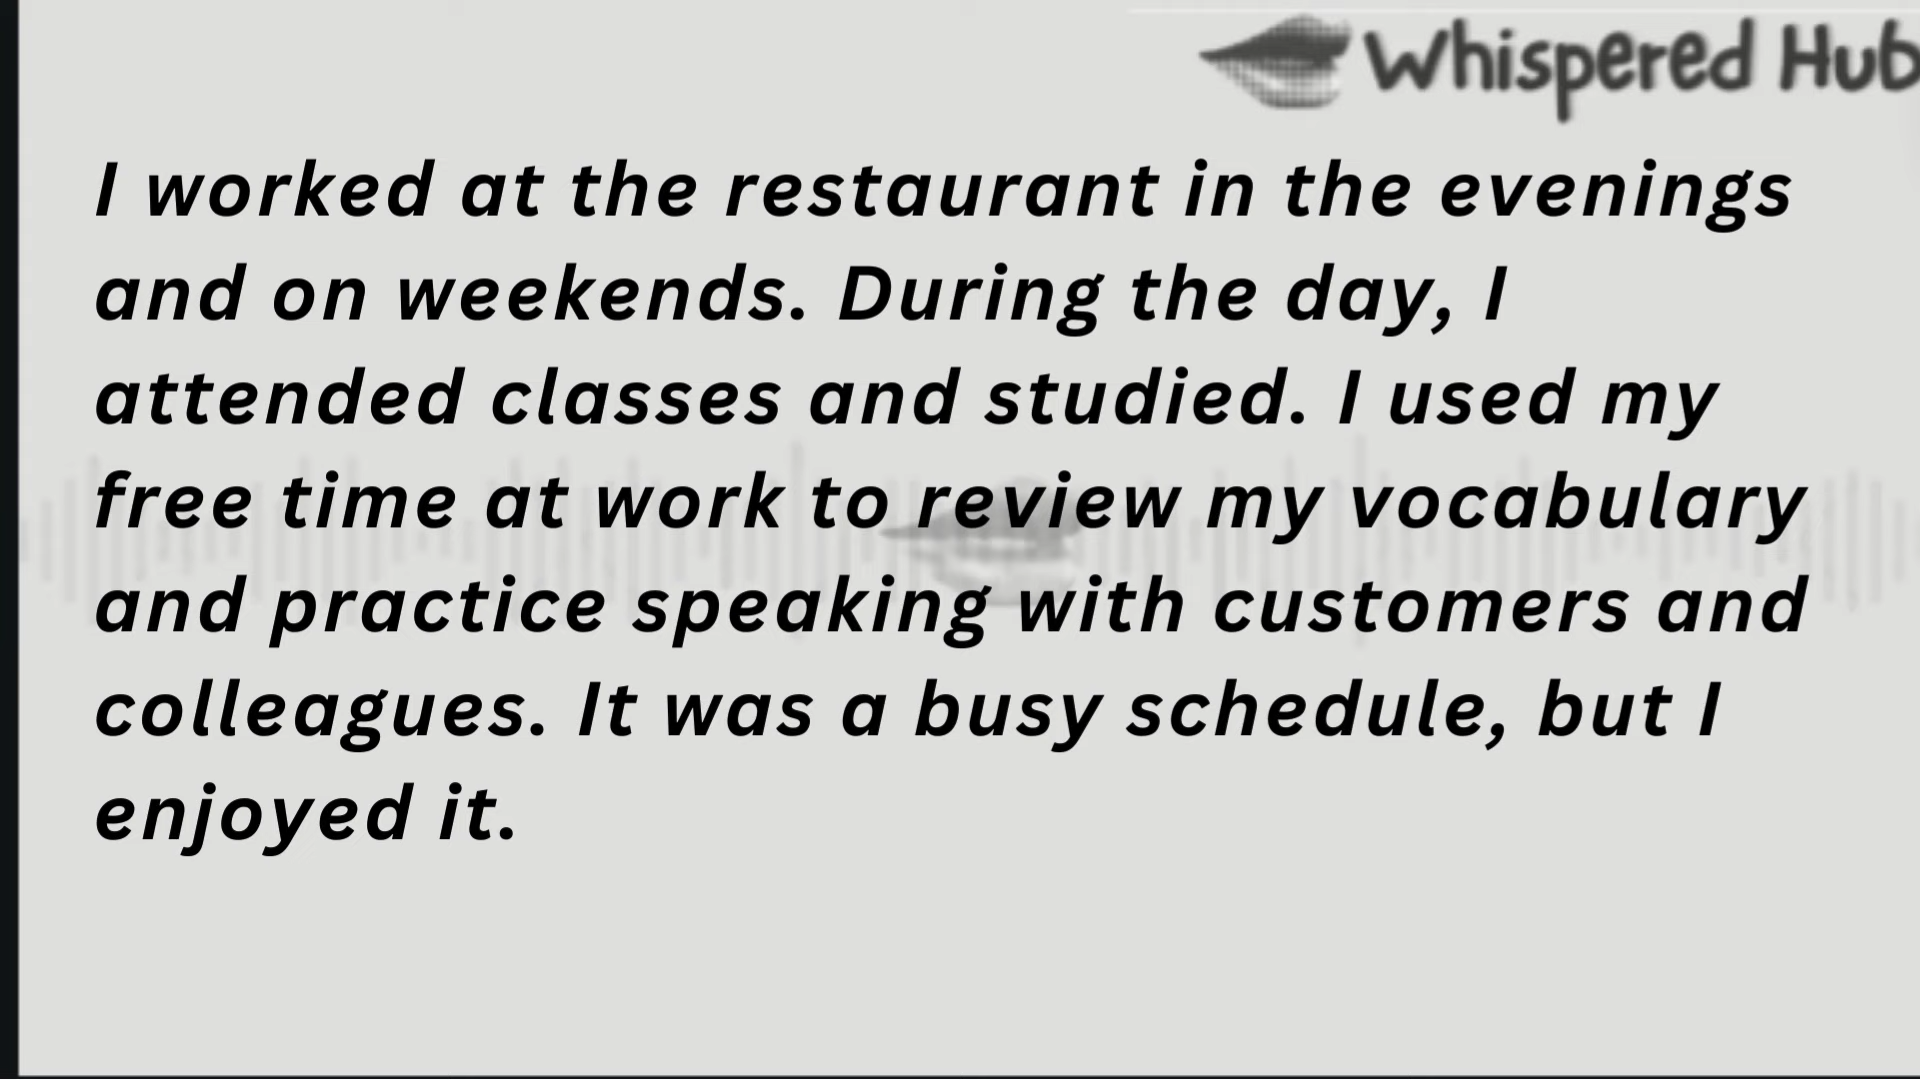 Whispered Hub
I worked at the restaurant in the evenings
and on weekends. During the day, I
attended classes and studied. I used my
free time at work to review my vocabulary
and practice speaking with customers and
colleagues. It was a busy schedule, but I
enjoyed it.